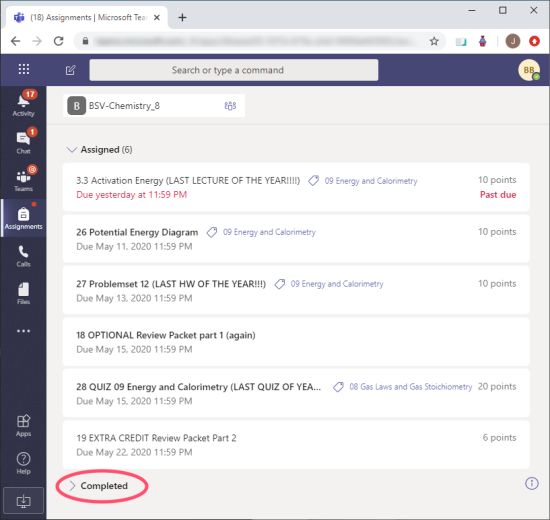 (18) Assignments | Microsoft Tea
J
Search or type a command
BB
17
Activity
B BSV-Chemistry_8
1
Chat
Assigned (6)
@
Teams
3.3 Activation Energy (LAST LECTURE OF THE YEAR!!!!) 09 Energy and Calorimetry 10 points
Due yesterday at 11:59 PM Past due
Assignments
26 Potential Energy Diagram 09 Energy and Calorimetry 10 points
Due May 11, 2020 11:59 PM
Calls
27 Problemset 12 (LAST HW OF THE YEAR!!!) 09 Energy and Calorimetry 10 points
Due May 13, 2020 11:59 PM
Files
18 OPTIONAL Review Packet part 1 (again)
Due May 15, 2020 11:59 PM
28 QUIZ 09 Energy and Calorimetry (LAST QUIZ OF YEA... 08 Gas Laws and Gas Stoichiometry 20 points
Due May 15, 2020 11:59 PM
Apps
19 EXTRA CREDIT Review Packet Part 2 6 points
Due May 22, 2020 11:59 PM
Help
Completed